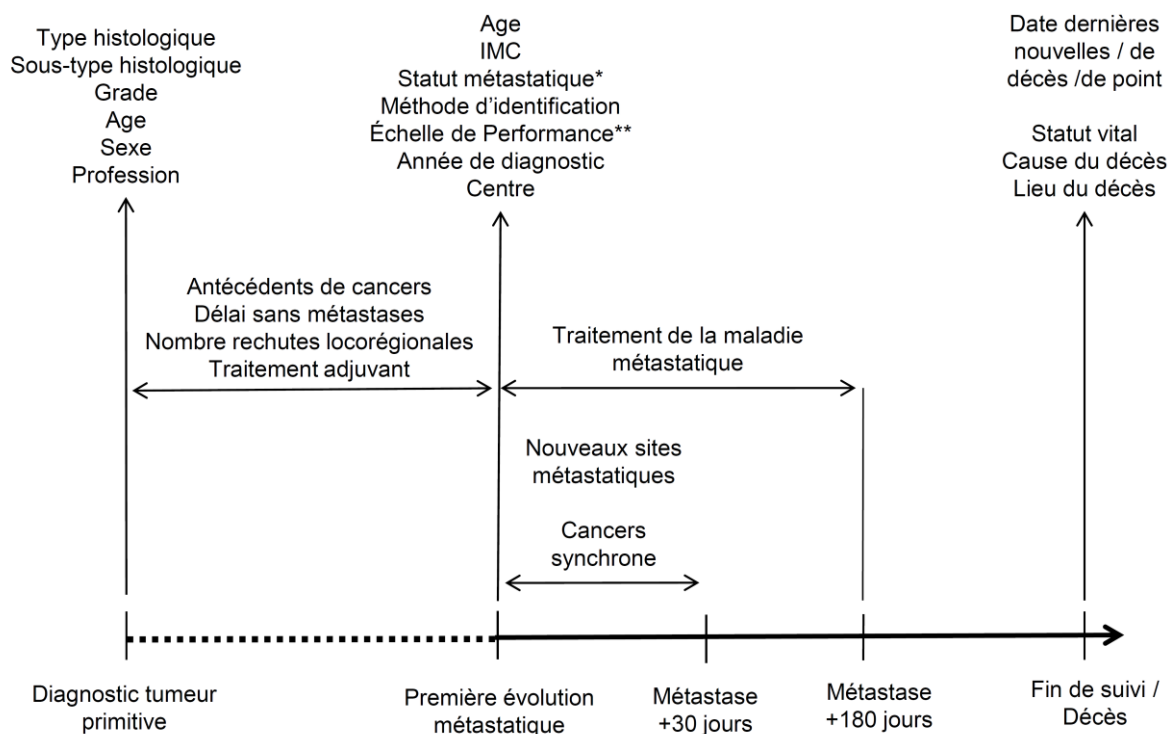 Type histologique
Sous-type histologique
Grade
Age
Sexe
Profession
Age
IMC
Statut métastatique*
Méthode d'identification
Échelle de Performance**
Année de diagnostic
Centre
Date dernières
nouvelles / de
décès /de point
Statut vital
Cause du décès
Lieu du décès
Antécédents de cancers
Délai sans métastases
Nombre rechutes locorégionales
Traitement adjuvant
Traitement de la maladie
métastatique
Nouveaux sites
métastatiques
Cancers
synchrone
Diagnostic tumeur
primitive
Première évolution
métastatique
Métastase
+30 jours
Métastase
+180 jours
Fin de suivi /
Décès